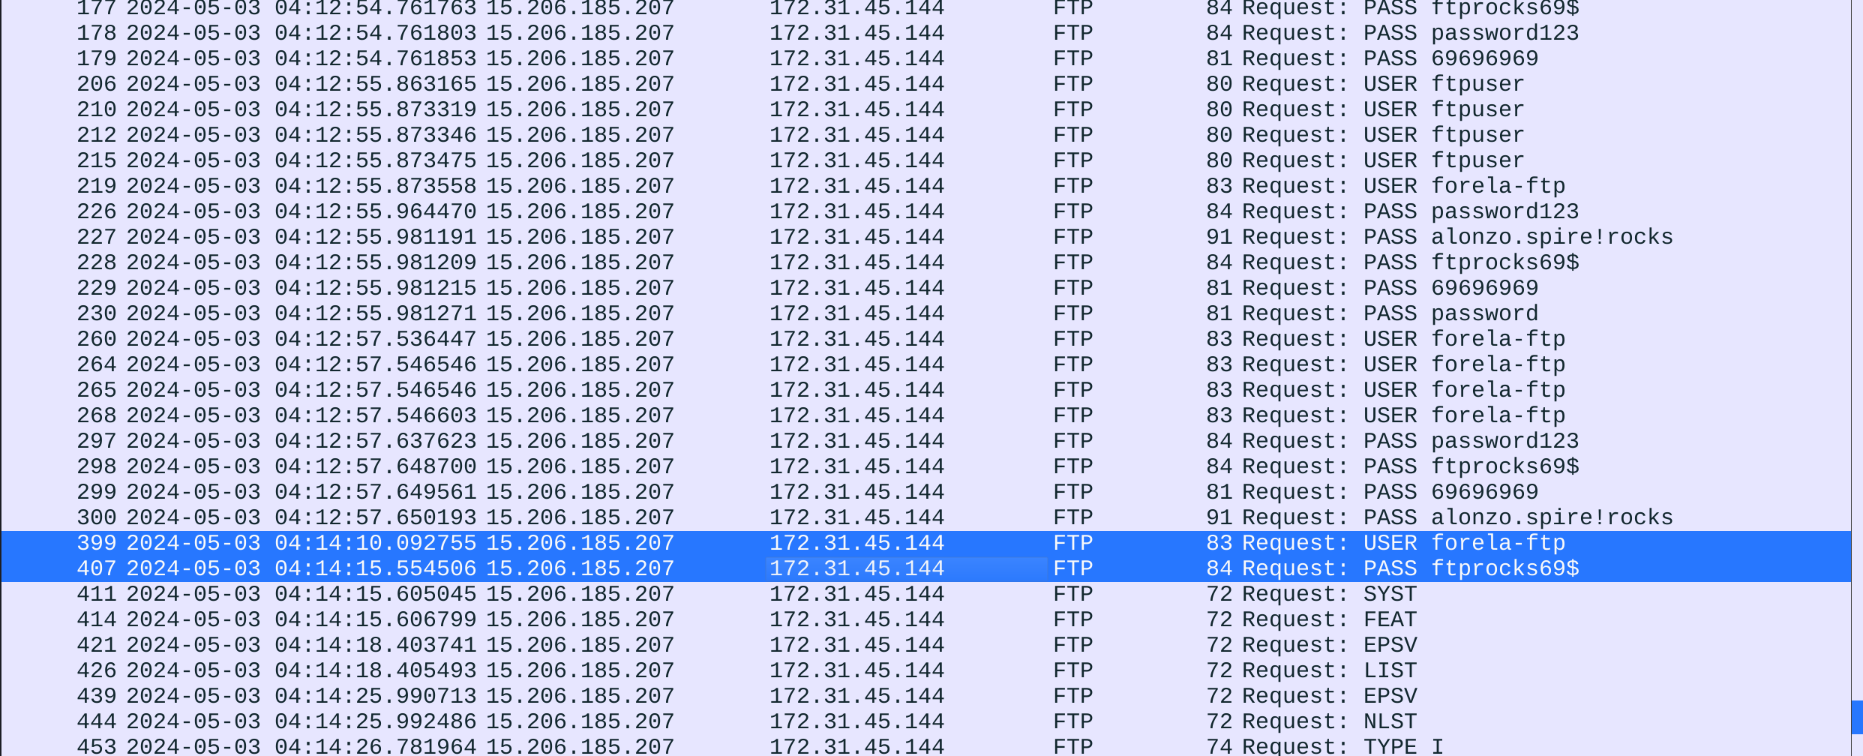 177 2024-05-03 04:12:54.761763 15.206.185.207 172.31.45.144 FTP 84 Request: PASS ftprocks69$
178 2024-05-03 04:12:54.761803 15.206.185.207 172.31.45.144 FTP 84 Request: PASS password123
179 2024-05-03 04:12:54.761853 15.206.185.207 172.31.45.144 FTP 81 Request: PASS 69696969
206 2024-05-03 04:12:55.863165 15.206.185.207 172.31.45.144 FTP 80 Request: USER ftpuser
210 2024-05-03 04:12:55.873319 15.206.185.207 172.31.45.144 FTP 80 Request: USER ftpuser
212 2024-05-03 04:12:55.873346 15.206.185.207 172.31.45.144 FTP 80 Request: USER ftpuser
215 2024-05-03 04:12:55.873475 15.206.185.207 172.31.45.144 FTP 80 Request: USER ftpuser
219 2024-05-03 04:12:55.873558 15.206.185.207 172.31.45.144 FTP 83 Request: USER forela-ftp
226 2024-05-03 04:12:55.964470 15.206.185.207 172.31.45.144 FTP 84 Request: PASS password123
227 2024-05-03 04:12:55.981191 15.206.185.207 172.31.45.144 FTP 91 Request: PASS alonzo.spire!rocks
228 2024-05-03 04:12:55.981209 15.206.185.207 172.31.45.144 FTP 84 Request: PASS ftprocks69$
229 2024-05-03 04:12:55.981215 15.206.185.207 172.31.45.144 FTP 81 Request: PASS 69696969
230 2024-05-03 04:12:55.981271 15.206.185.207 172.31.45.144 FTP 81 Request: PASS password
260 2024-05-03 04:12:57.536447 15.206.185.207 172.31.45.144 FTP 83 Request: USER forela-ftp
264 2024-05-03 04:12:57.546546 15.206.185.207 172.31.45.144 FTP 83 Request: USER forela-ftp
265 2024-05-03 04:12:57.546546 15.206.185.207 172.31.45.144 FTP 83 Request: USER forela-ftp
268 2024-05-03 04:12:57.546603 15.206.185.207 172.31.45.144 FTP 83 Request: USER forela-ftp
297 2024-05-03 04:12:57.637623 15.206.185.207 172.31.45.144 FTP 84 Request: PASS password123
298 2024-05-03 04:12:57.648700 15.206.185.207 172.31.45.144 FTP 84 Request: PASS ftprocks69$
299 2024-05-03 04:12:57.649561 15.206.185.207 172.31.45.144 FTP 81 Request: PASS 69696969
300 2024-05-03 04:12:57.650193 15.206.185.207 172.31.45.144 FTP 91 Request: PASS alonzo.spire!rocks
399 2024-05-03 04:14:10.092755 15.206.185.207 172.31.45.144 FTP 83 Request: USER forela-ftp
407 2024-05-03 04:14:15.554506 15.206.185.207 172.31.45.144 FTP 84 Request: PASS ftprocks69$
411 2024-05-03 04:14:15.605045 15.206.185.207 172.31.45.144 FTP 72 Request: SYST
414 2024-05-03 04:14:15.606799 15.206.185.207 172.31.45.144 FTP 72 Request: FEAT
421 2024-05-03 04:14:18.403741 15.206.185.207 172.31.45.144 FTP 72 Request: EPSV
426 2024-05-03 04:14:18.405493 15.206.185.207 172.31.45.144 FTP 72 Request: LIST
439 2024-05-03 04:14:25.990713 15.206.185.207 172.31.45.144 FTP 72 Request: EPSV
444 2024-05-03 04:14:25.992486 15.206.185.207 172.31.45.144 FTP 72 Request: NLST
453 2024-05-03 04:14:26.781964 15.206.185.207 172.31.45.144 FTP 74 Request: TYPE I